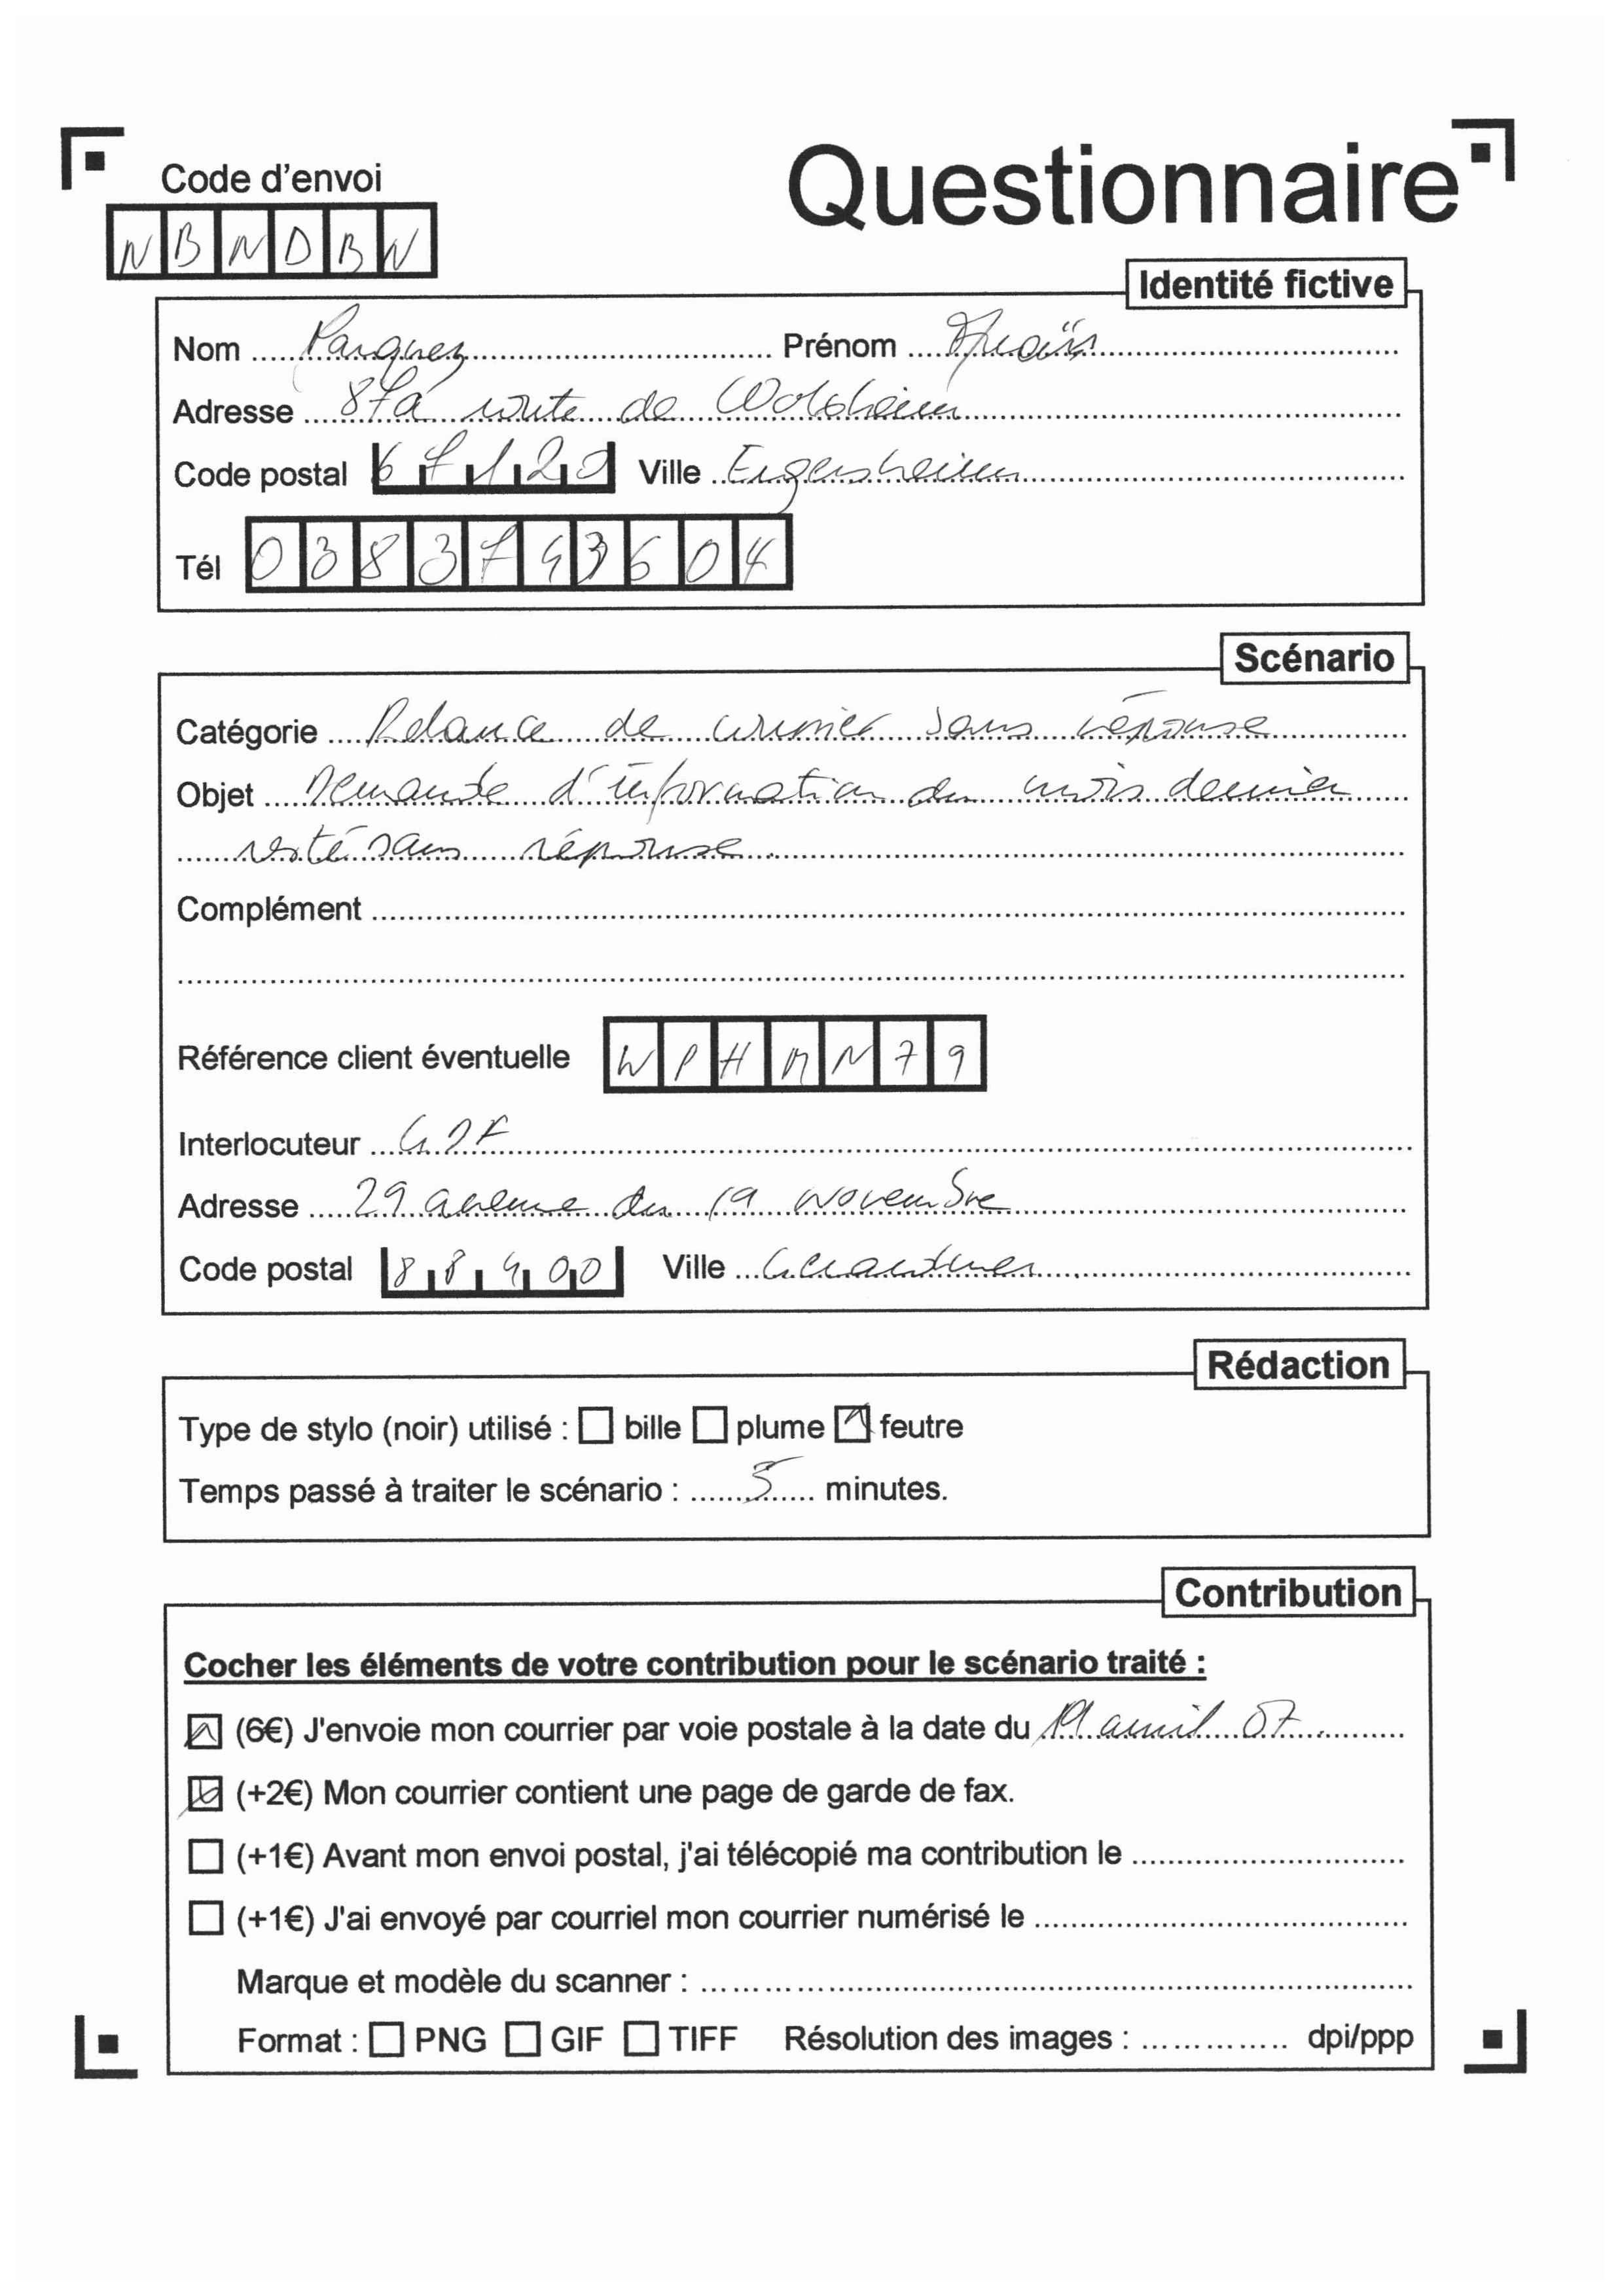 Questionnaire
Code d'envoi
NBNDBN
Identité fictive
Nom Parquez Prénom
Adresse 87a route de Wolxheim
Code postal 67120 Ville Ergersheim
Tél 0383743604
Scénario
Catégorie Relance de courrier sans réponse
Objet Demande d'information du mois dernier
resté sans réponse.
Complément
Référence client éventuelle WPHMN79
Interlocuteur GDF
Adresse 29 avenue du 19 novembre
Code postal 88400 Ville Gérardmer
Rédaction
Type de stylo (noir) utilisé : bille plume feutre
Temps passé à traiter le scénario : 5 minutes.
Contribution
Cocher les éléments de votre contribution pour le scénario traité :
(6€) J'envoie mon courrier par voie postale à la date du 19 avril 07.
(+2€) Mon courrier contient une page de garde de fax.
(+1€) Avant mon envoi postal, j'ai télécopié ma contribution le
(+1€) J'ai envoyé par courriel mon courrier numérisé le
Marque et modèle du scanner :
Format : PNG GIF TIFF Résolution des images : dpi/ppp